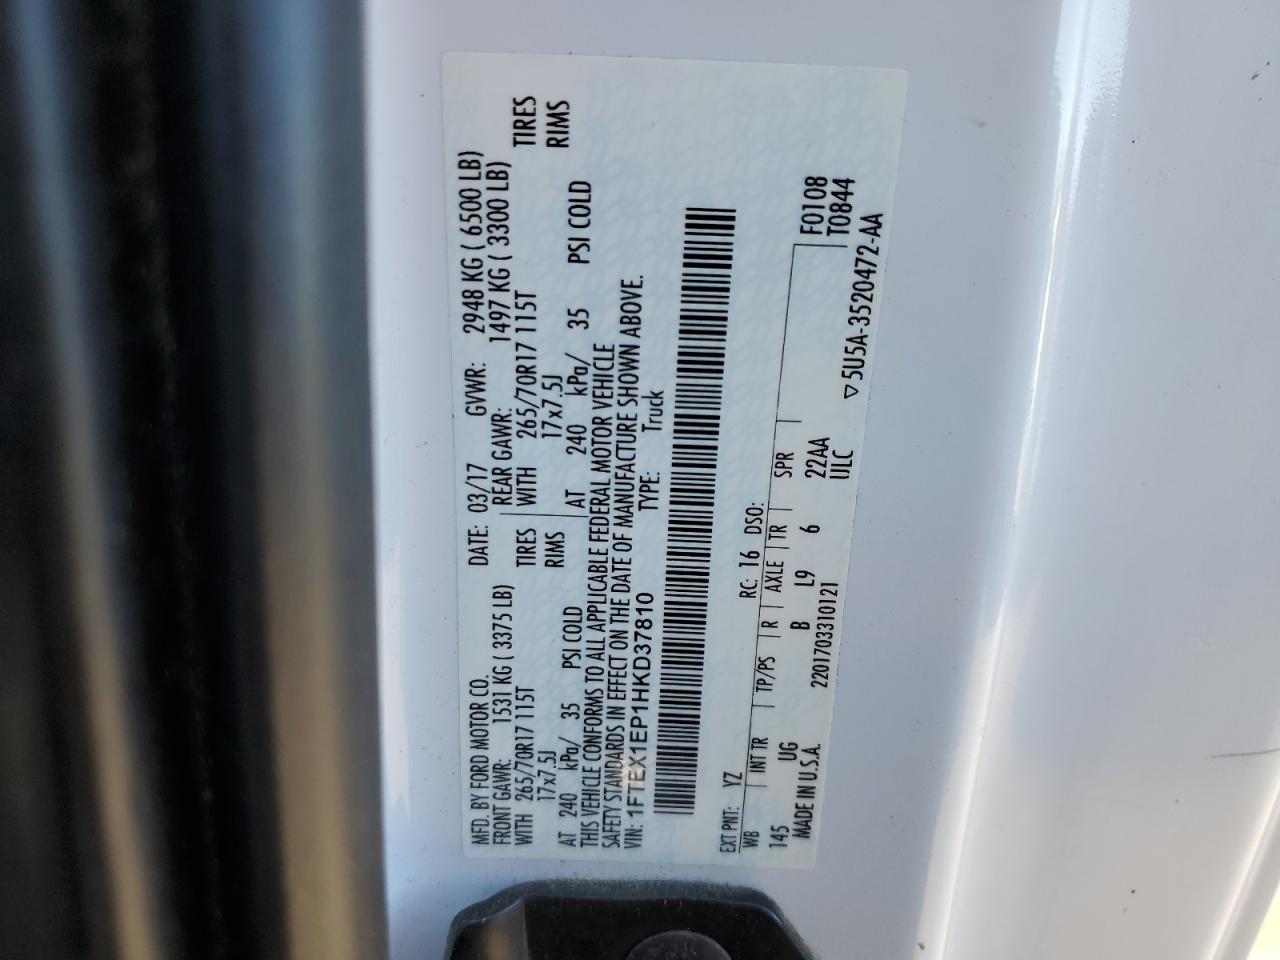 MFD. BY FORD MOTOR CO.
DATE: 03/17 GVWR: 2948 KG ( 6500 LB)
FRONT GAWR: 1531 KG ( 3375 LB) REAR GAWR: 1497 KG ( 3300 LB)
WITH 265/70R17 115T TIRES WITH 265/70R17 115T TIRES
17x7.5J RIMS 17x7.5J RIMS
AT 240 kPa/ 35 PSI COLD AT 240 kPa/ 35 PSI COLD
THIS VEHICLE CONFORMS TO ALL APPLICABLE FEDERAL MOTOR VEHICLE
SAFETY STANDARDS IN EFFECT ON THE DATE OF MANUFACTURE SHOWN ABOVE.
VIN: 1FTEX1EP1HKD37810 TYPE: Truck
EXT PNT: YZ RC: 16 DSO:
WB INT TR TP/PS R AXLE TR SPR F0108
145 UG B L9 6 22AA T0844
MADE IN U.S.A. 2201703310121 ULC ▽5U5A-3520472-AA